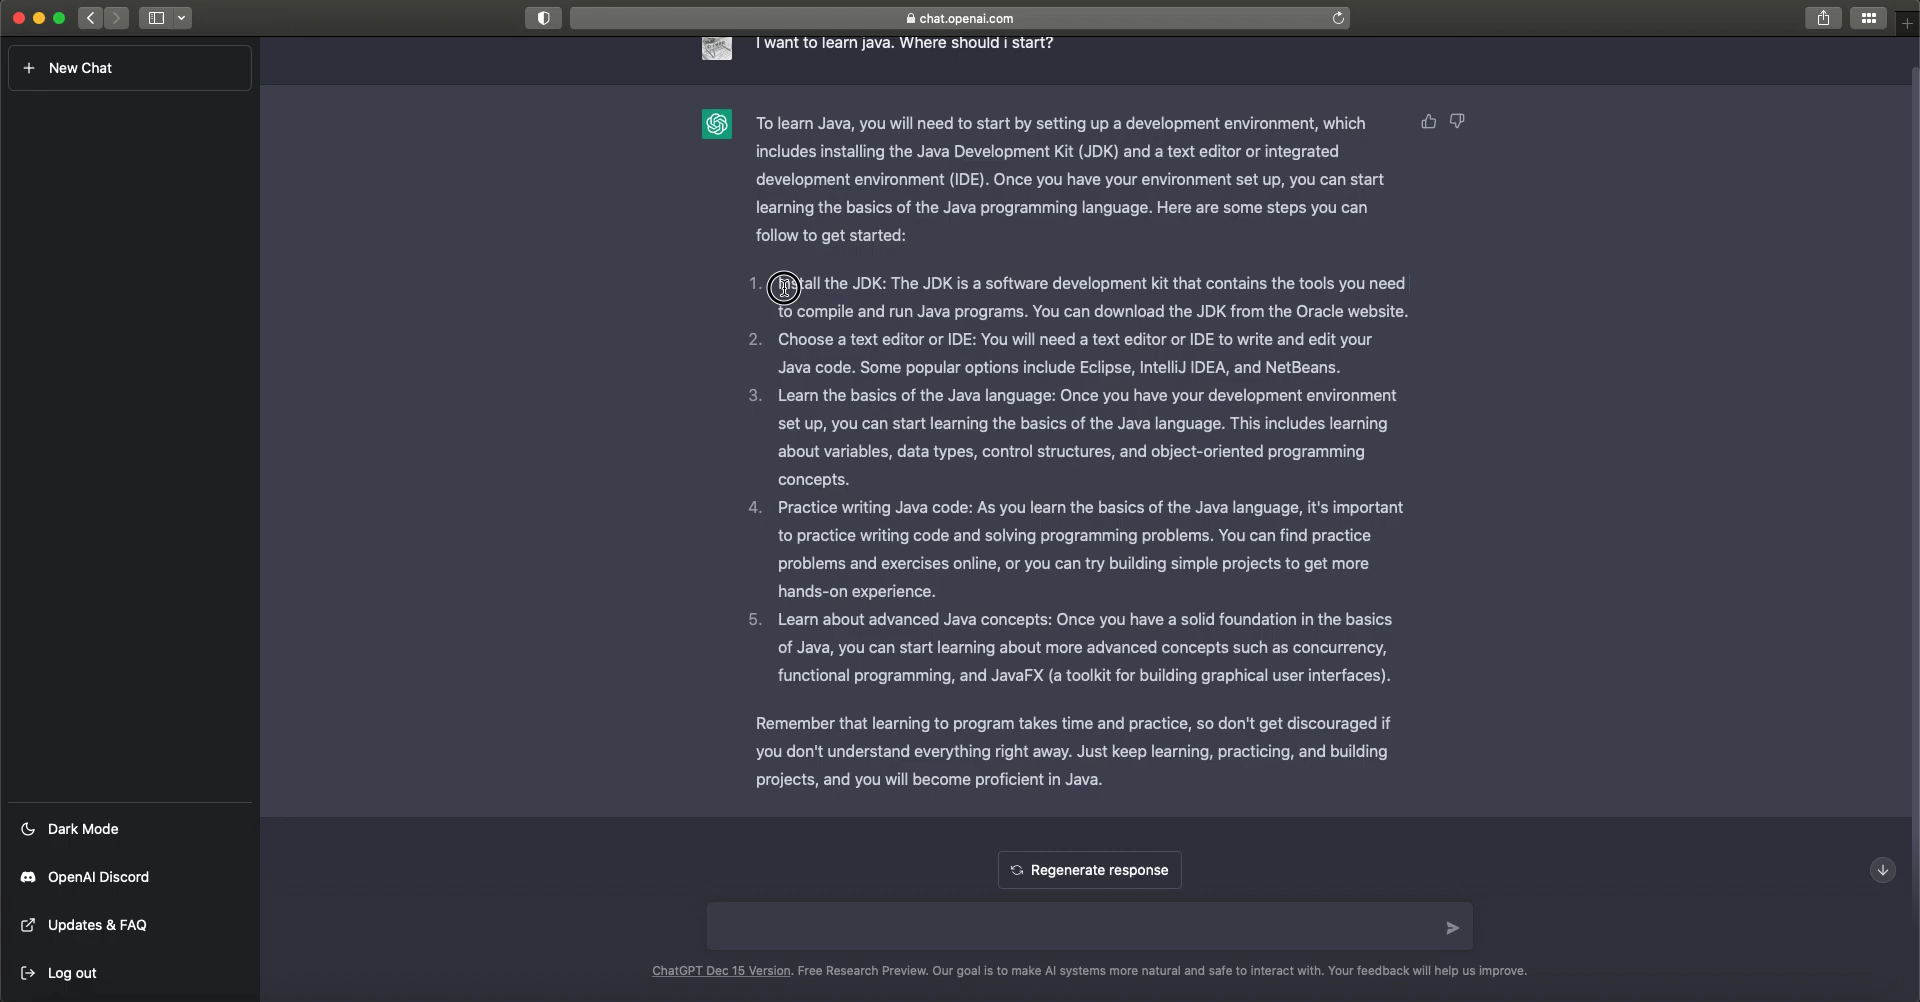 chat.openai.com
New Chat
I want to learn java. Where should i start?
To learn Java, you will need to start by setting up a development environment, which
includes installing the Java Development Kit (JDK) and a text editor or integrated
development environment (IDE). Once you have your environment set up, you can start
learning the basics of the Java programming language. Here are some steps you can
follow to get started:
1. Install the JDK: The JDK is a software development kit that contains the tools you need
to compile and run Java programs. You can download the JDK from the Oracle website.
2. Choose a text editor or IDE: You will need a text editor or IDE to write and edit your
Java code. Some popular options include Eclipse, IntelliJ IDEA, and NetBeans.
3. Learn the basics of the Java language: Once you have your development environment
set up, you can start learning the basics of the Java language. This includes learning
about variables, data types, control structures, and object-oriented programming
concepts.
4. Practice writing Java code: As you learn the basics of the Java language, it's important
to practice writing code and solving programming problems. You can find practice
problems and exercises online, or you can try building simple projects to get more
hands-on experience.
5. Learn about advanced Java concepts: Once you have a solid foundation in the basics
of Java, you can start learning about more advanced concepts such as concurrency,
functional programming, and JavaFX (a toolkit for building graphical user interfaces).
Remember that learning to program takes time and practice, so don't get discouraged if
you don't understand everything right away. Just keep learning, practicing, and building
projects, and you will become proficient in Java.
Dark Mode
OpenAI Discord
Updates & FAQ
Log out
Regenerate response
ChatGPT Dec 15 Version. Free Research Preview. Our goal is to make AI systems more natural and safe to interact with. Your feedback will help us improve.